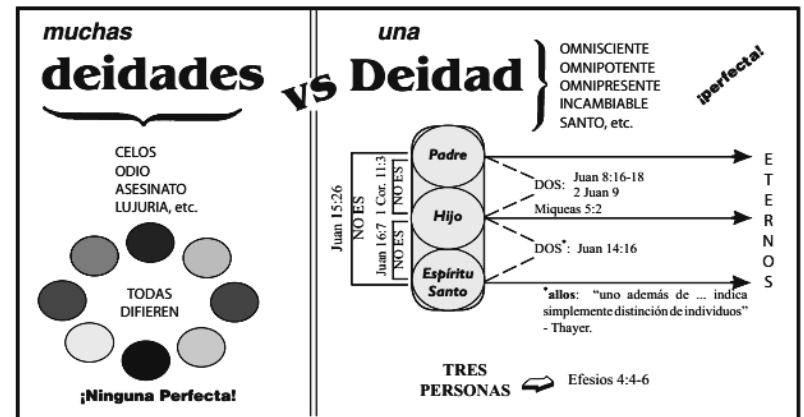 muchas
deidades
CELOS
ODIO
ASESINATO
LUJURIA, etc.
TODAS
DIFIEREN
¡Ninguna Perfecta!
vs
una
Deidad
OMNISCIENTE
OMNIPOTENTE
OMNIPRESENTE
INCAMBIABLE
SANTO, etc.
¡perfecta!
Juan 15:26
NO ES
1 Cor. 11:3
NO ES
Juan 16:7
NO ES
Padre
Hijo
Espíritu
Santo
DOS: Juan 8:16-18
2 Juan 9
Miqueas 5:2
DOS*: Juan 14:16
ETERNOS
*allos: “uno además de ... indica
simplemente distinción de individuos”
- Thayer.
TRES
PERSONAS
Efesios 4:4-6